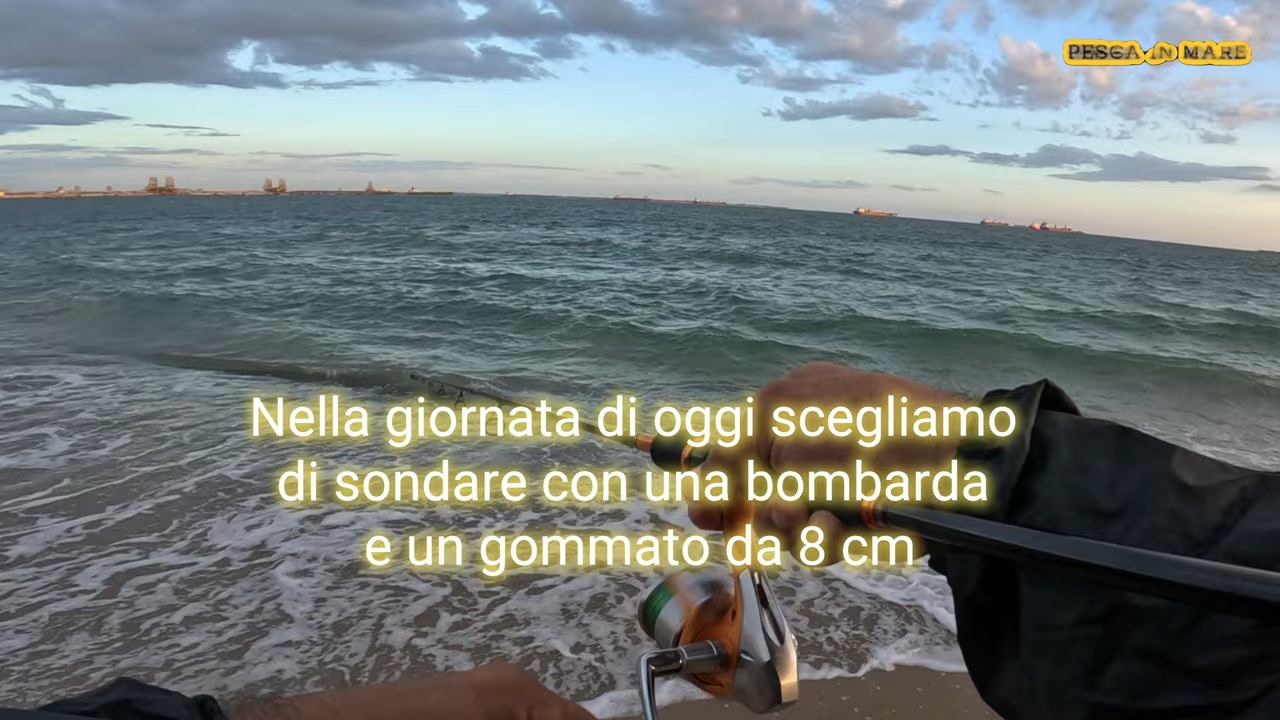 PESCA IN MARE
Nella giornata di oggi scegliamo
di sondare con una bombarda
e un gommato da 8 cm